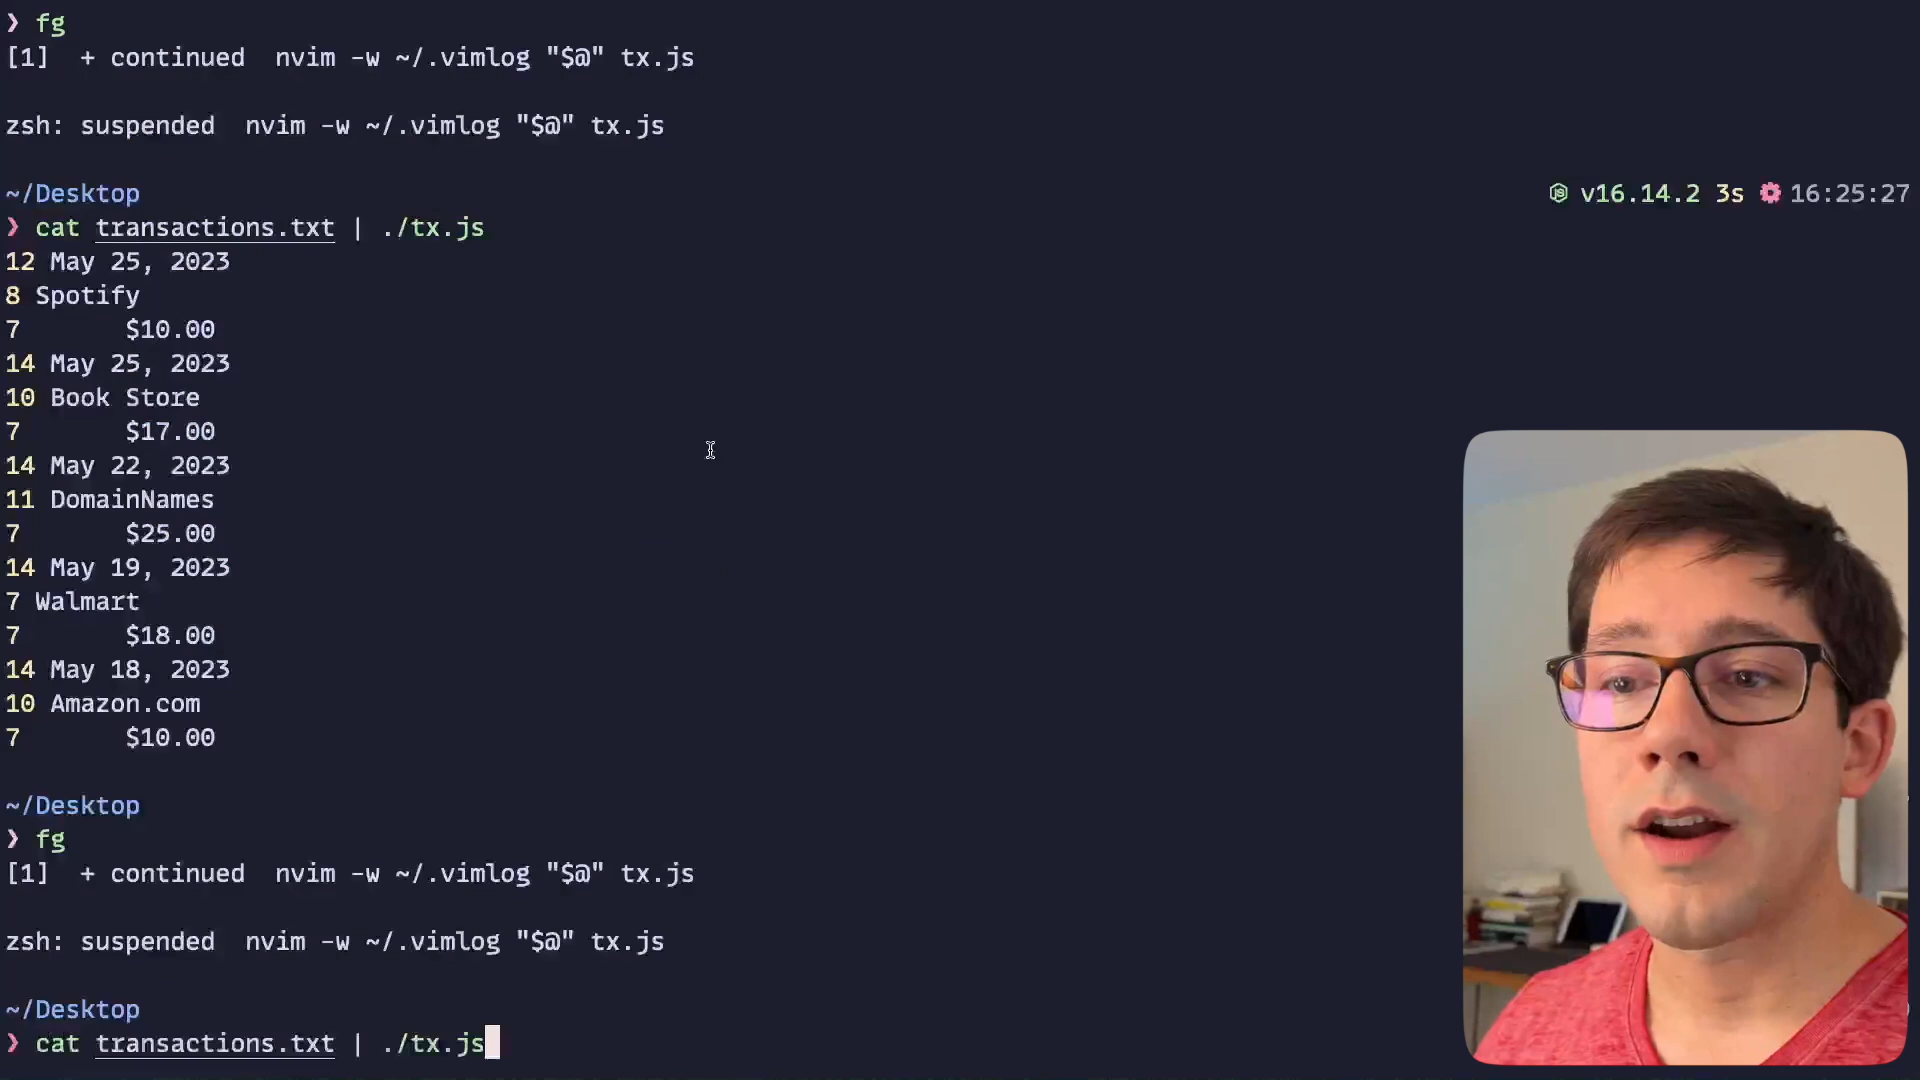 ❯ fg
[1]  + continued  nvim -w ~/.vimlog "$@" tx.js
zsh: suspended  nvim -w ~/.vimlog "$@" tx.js
~/Desktop v16.14.2 3s 16:25:27
❯ cat transactions.txt | ./tx.js
12 May 25, 2023
8 Spotify
7       $10.00
14 May 25, 2023
10 Book Store
7       $17.00
14 May 22, 2023
11 DomainNames
7       $25.00
14 May 19, 2023
7 Walmart
7       $18.00
14 May 18, 2023
10 Amazon.com
7       $10.00
~/Desktop
❯ fg
[1]  + continued  nvim -w ~/.vimlog "$@" tx.js
zsh: suspended  nvim -w ~/.vimlog "$@" tx.js
~/Desktop
❯ cat transactions.txt | ./tx.js